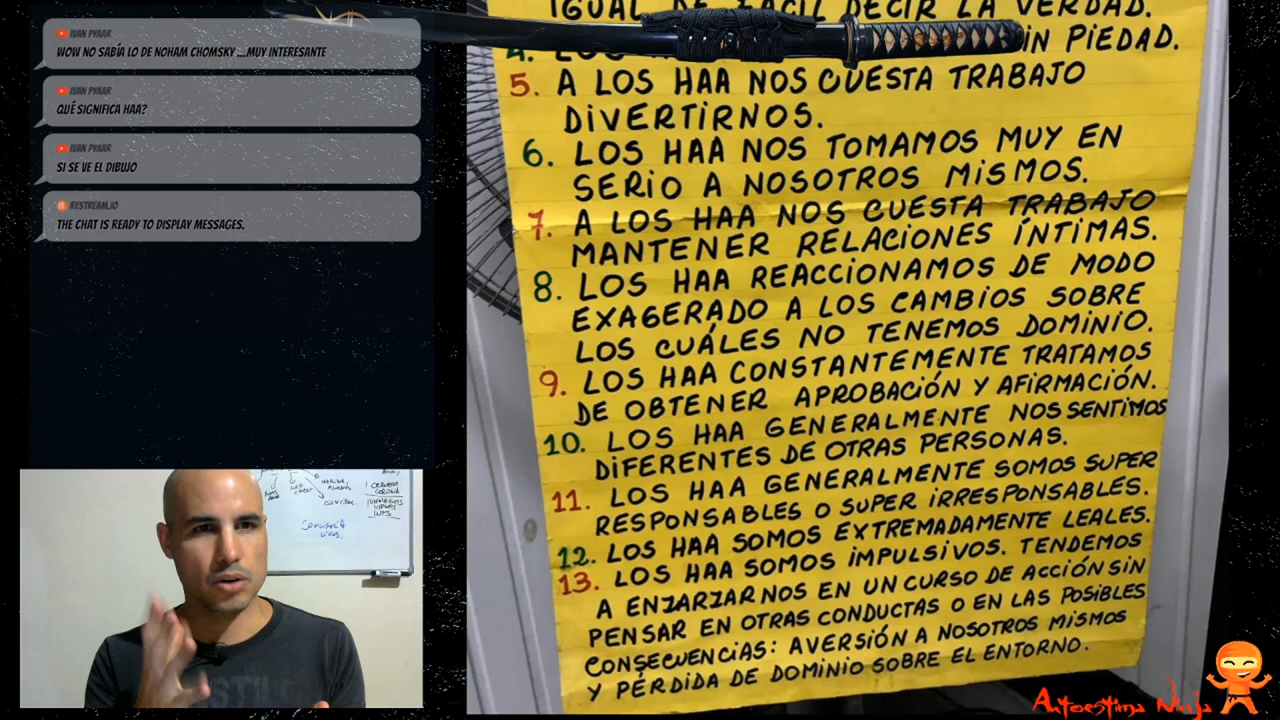 IVAN PYAAR
WOW NO SABÍA LO DE NOHAM CHOMSKY ...MUY INTERESANTE
IVAN PYAAR
QUÉ SIGNIFICA HAA?
IVAN PYAAR
SI SE VE EL DIBUJO
RESTREAM.IO
THE CHAT IS READY TO DISPLAY MESSAGES.
IGUAL DE FÁCIL DECIR LA VERDAD.
4. LOS PIEDAD.
5. A LOS HAA NOS CUESTA TRABAJO
DIVERTIRNOS.
6. LOS HAA NOS TOMAMOS MUY EN
SERIO A NOSOTROS MISMOS.
7. A LOS HAA NOS CUESTA TRABAJO
MANTENER RELACIONES ÍNTIMAS.
8. LOS HAA REACCIONAMOS DE MODO
EXAGERADO A LOS CAMBIOS SOBRE
LOS CUÁLES NO TENEMOS DOMINIO.
9. LOS HAA CONSTANTEMENTE TRATAMOS
DE OBTENER APROBACIÓN Y AFIRMACIÓN.
10. LOS HAA GENERALMENTE NOS SENTIMOS
DIFERENTES DE OTRAS PERSONAS.
11. LOS HAA GENERALMENTE SOMOS SUPER
RESPONSABLES O SUPER IRRESPONSABLES.
12. LOS HAA SOMOS EXTREMADAMENTE LEALES.
13. LOS HAA SOMOS IMPULSIVOS. TENDEMOS
A ENZARZARNOS EN UN CURSO DE ACCIÓN SIN
PENSAR EN OTRAS CONDUCTAS O EN LAS POSIBLES
CONSECUENCIAS: AVERSIÓN A NOSOTROS MISMOS
Y PÉRDIDA DE DOMINIO SOBRE EL ENTORNO.
Autoestima Ninja